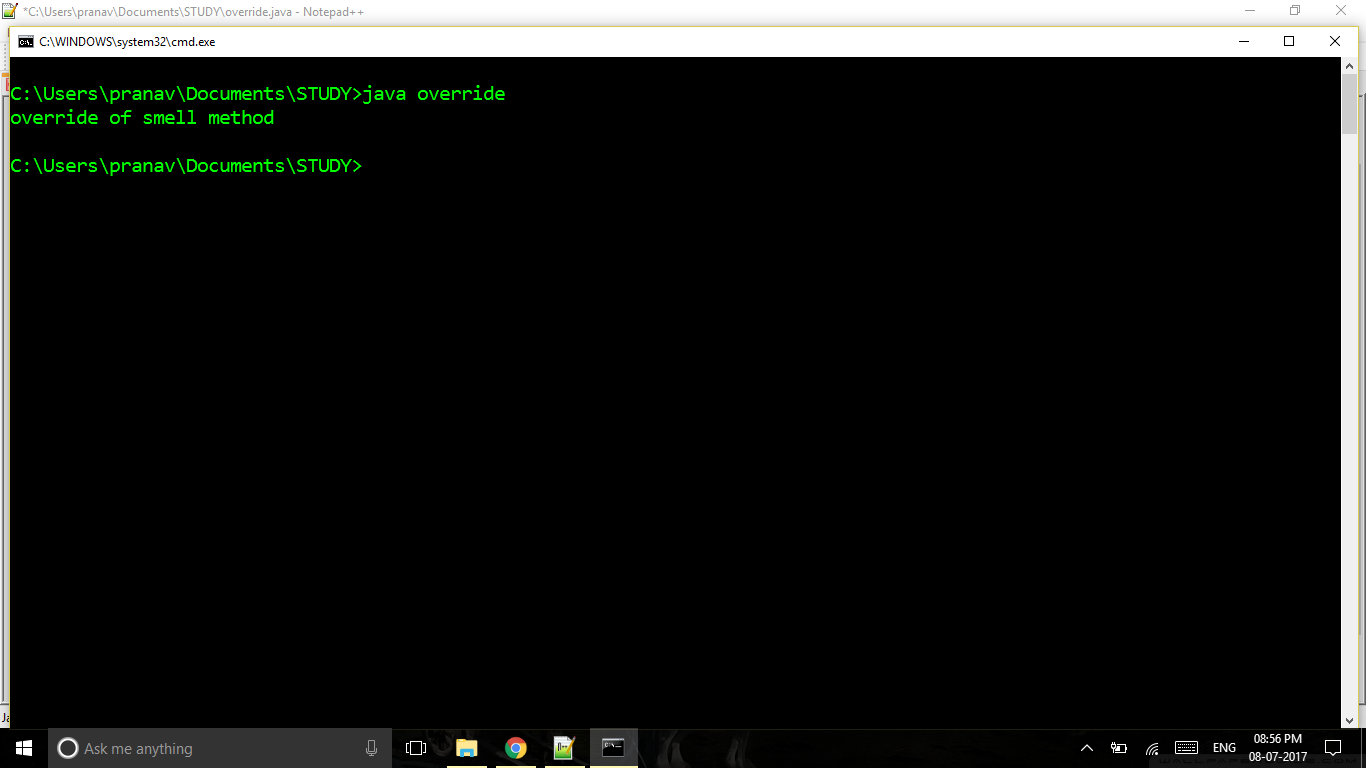 *C:\Users\pranav\Documents\STUDY\override.java - Notepad++
C:\WINDOWS\system32\cmd.exe
C:\Users\pranav\Documents\STUDY>java override
override of smell method
C:\Users\pranav\Documents\STUDY>
Ja
Ask me anything
ENG
08:56 PM
08-07-2017